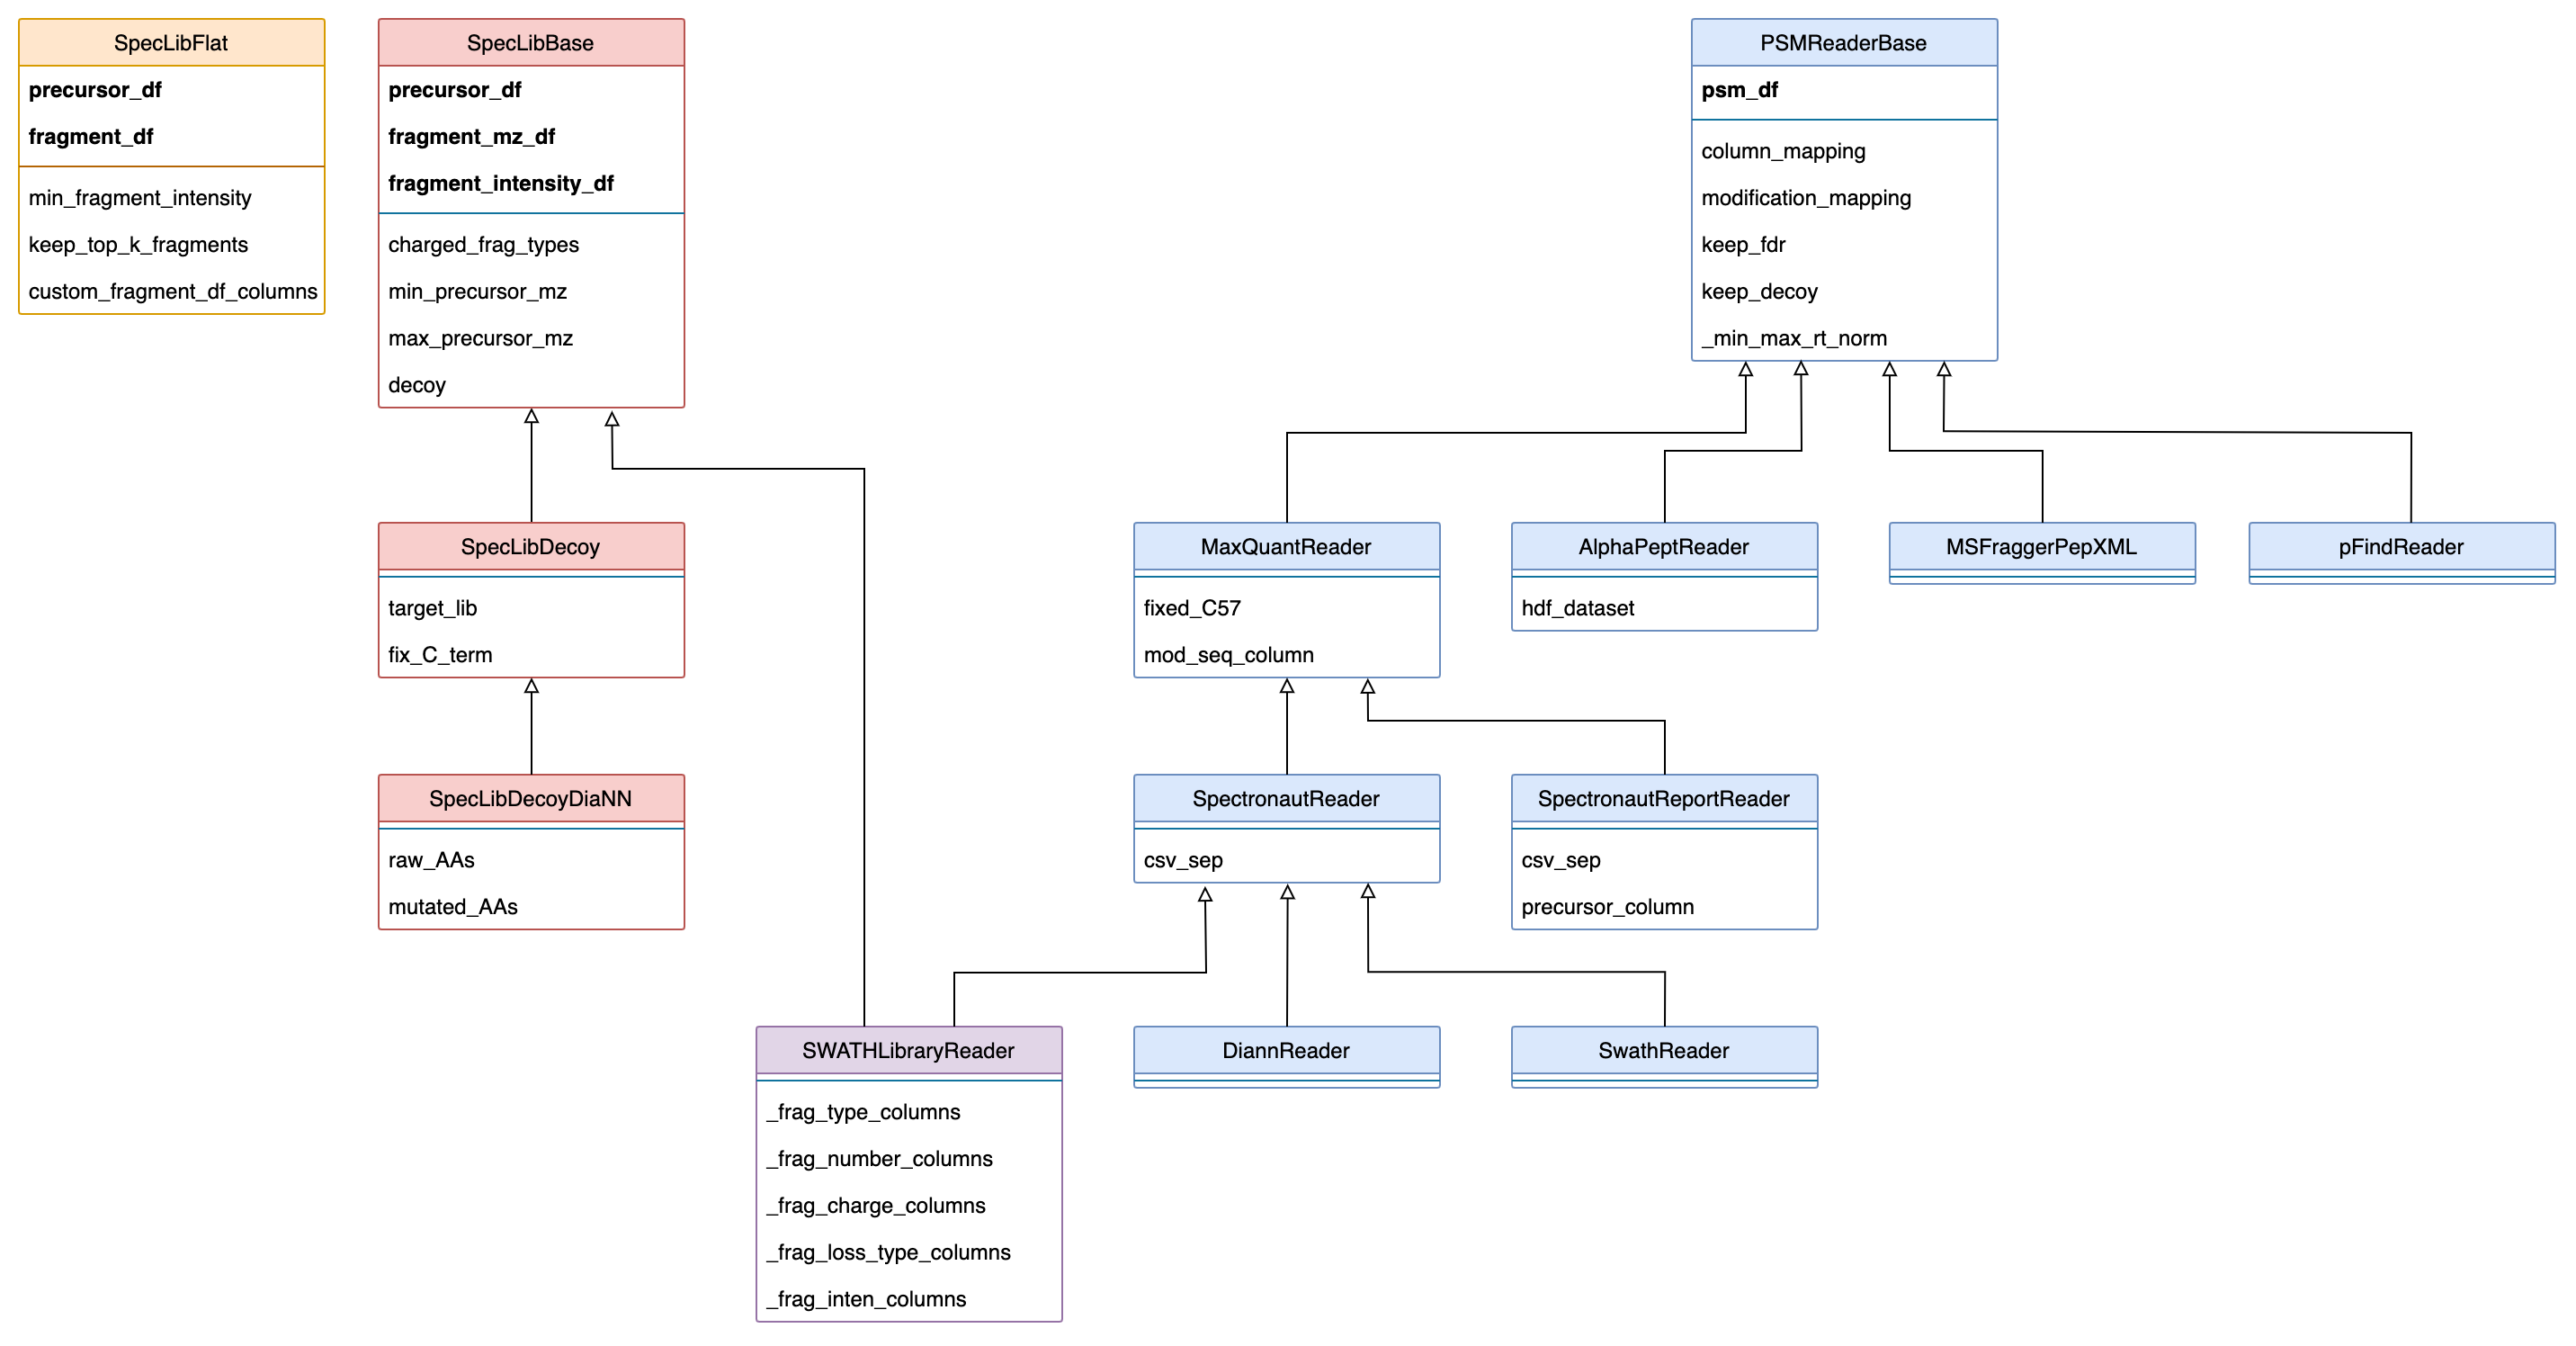 SpecLibFlat
precursor_df
fragment_df
min_fragment_intensity
keep_top_k_fragments
custom_fragment_df_columns
SpecLibBase
precursor_df
fragment_mz_df
fragment_intensity_df
charged_frag_types
min_precursor_mz
max_precursor_mz
decoy
PSMReaderBase
psm_df
column_mapping
modification_mapping
keep_fdr
keep_decoy
_min_max_rt_norm
SpecLibDecoy
target_lib
fix_C_term
MaxQuantReader
fixed_C57
mod_seq_column
AlphaPeptReader
hdf_dataset
MSFraggerPepXML
pFindReader
SpecLibDecoyDiaNN
raw_AAs
mutated_AAs
SpectronautReader
csv_sep
SpectronautReportReader
csv_sep
precursor_column
SWATHLibraryReader
_frag_type_columns
_frag_number_columns
_frag_charge_columns
_frag_loss_type_columns
_frag_inten_columns
DiannReader
SwathReader